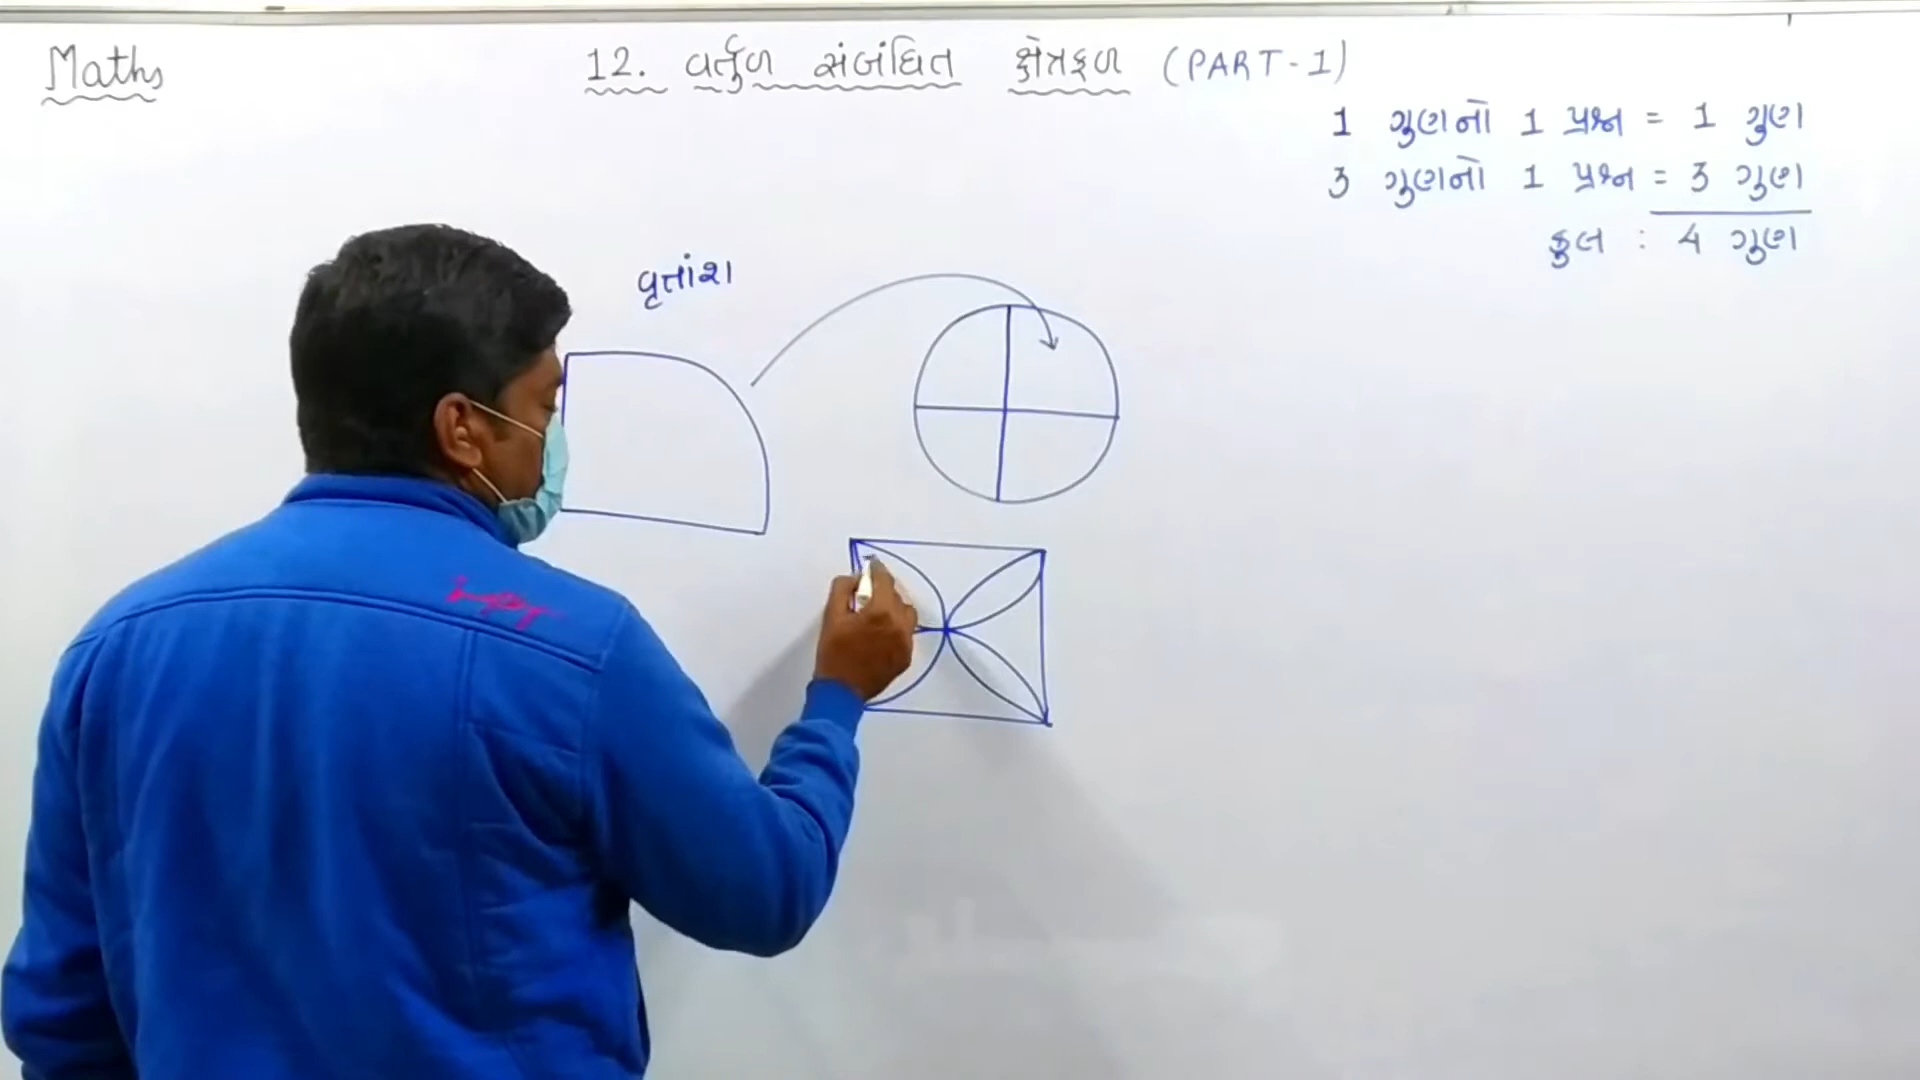 Maths
12. વર્તુળ સંબંધિત ક્ષેત્રફળ (PART-1)
1 ગુણનો 1 પ્રશ્ન = 1 ગુણ
3 ગુણનો 1 પ્રશ્ન = 3 ગુણ
કુલ : 4 ગુણ
વૃતાંશ